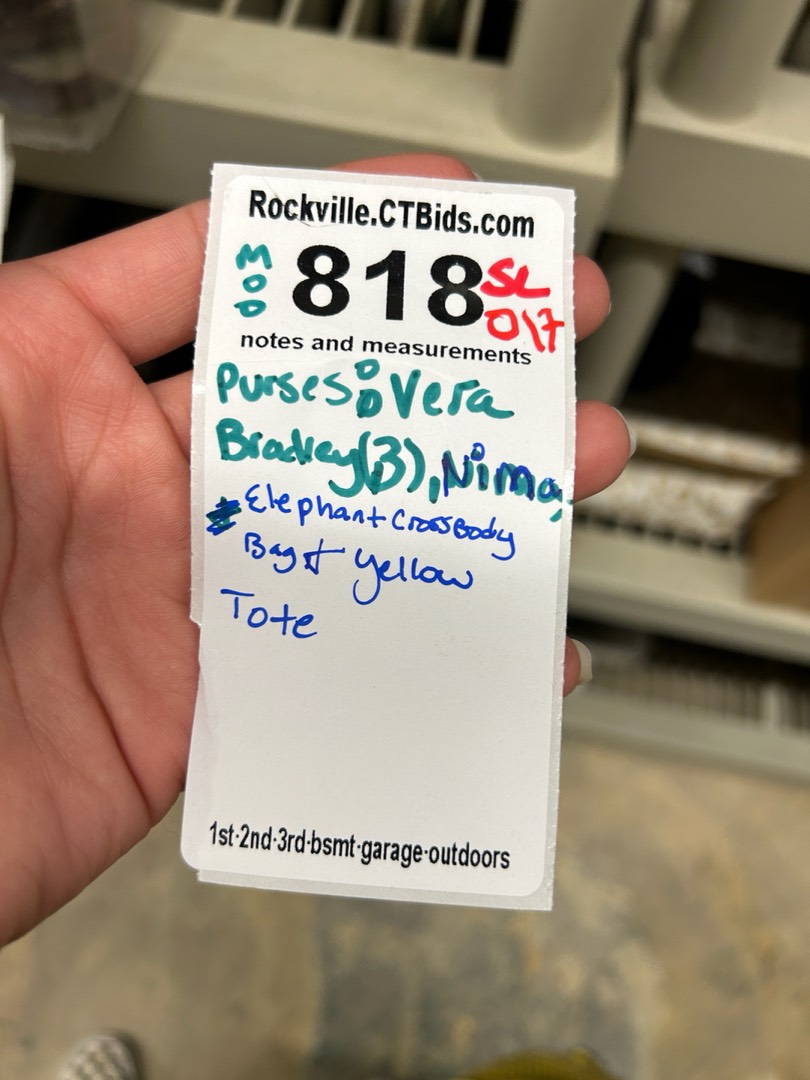 Rockville.CTBids.com
MOD 818 SL
017
notes and measurements
Purses: Vera
Bradley (3), Nima,
Elephant Crossbody
Bag + Yellow
Tote
1st·2nd·3rd·bsmt·garage·outdoors